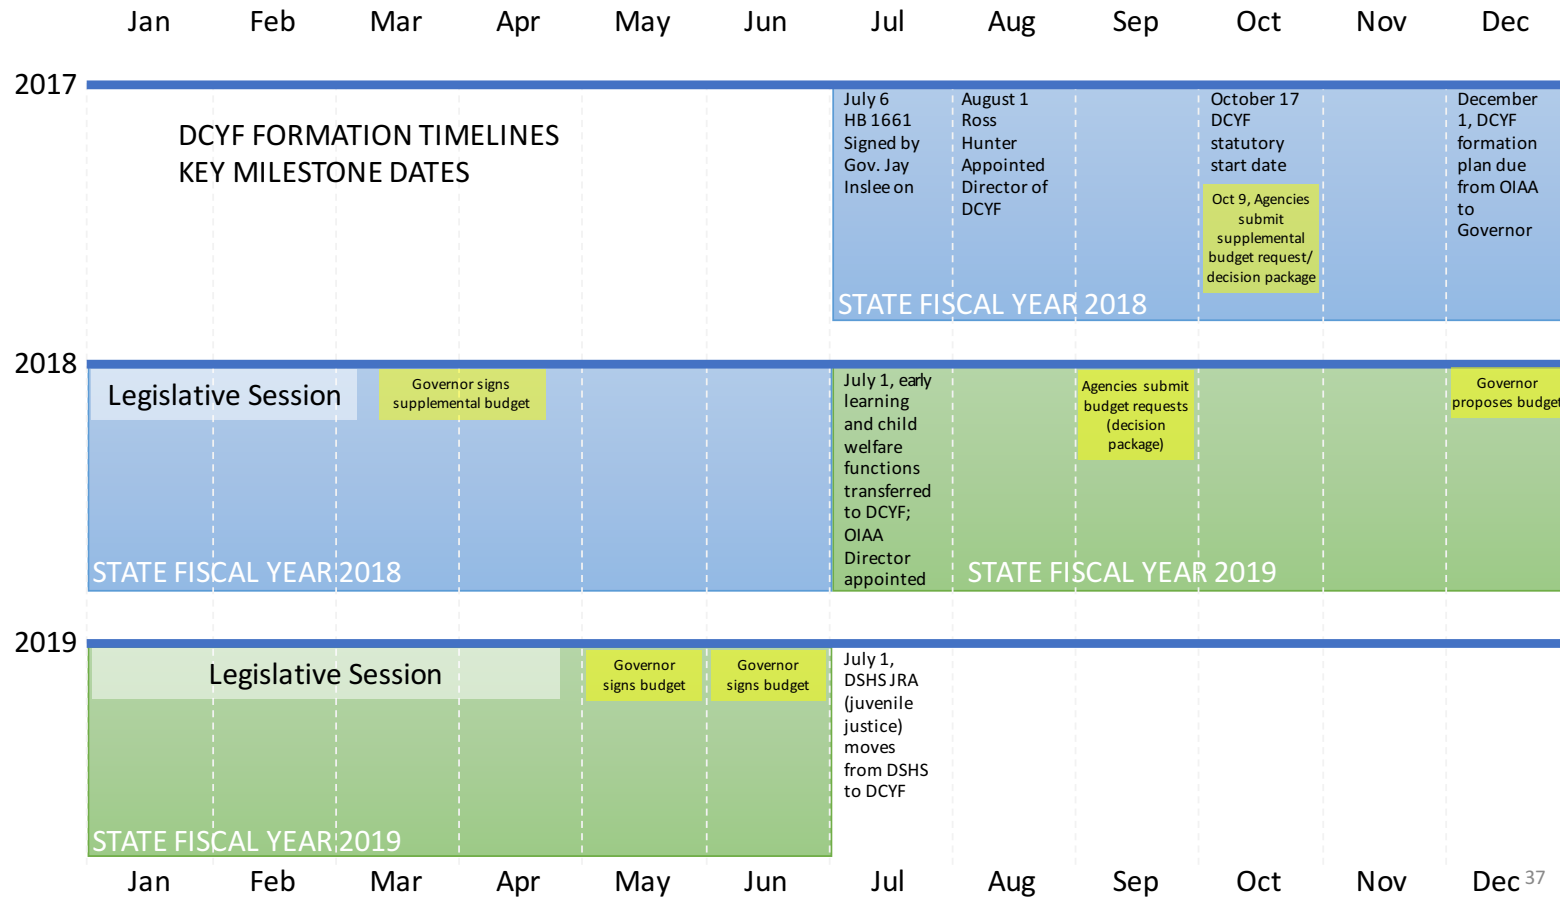 Jan Feb Mar Apr May Jun Jul Aug Sep Oct Nov Dec
2017
DCYF FORMATION TIMELINES
KEY MILESTONE DATES
July 6
HB 1661
Signed by
Gov. Jay
Inslee on
August 1
Ross
Hunter
Appointed
Director of
DCYF
October 17
DCYF
statutory
start date
Oct 9, Agencies
submit
supplemental
budget request/
decision package
December
1, DCYF
formation
plan due
from OIAA
to
Governor
STATE FISCAL YEAR 2018
2018
Legislative Session
Governor signs
supplemental budget
July 1, early
learning
and child
welfare
functions
transferred
to DCYF;
OIAA
Director
appointed
Agencies submit
budget requests
(decision
package)
Governor
proposes budget
STATE FISCAL YEAR 2018
STATE FISCAL YEAR 2019
2019
Legislative Session
Governor
signs budget
Governor
signs budget
July 1,
DSHS JRA
(juvenile
justice)
moves
from DSHS
to DCYF
STATE FISCAL YEAR 2019
Jan Feb Mar Apr May Jun Jul Aug Sep Oct Nov Dec
37